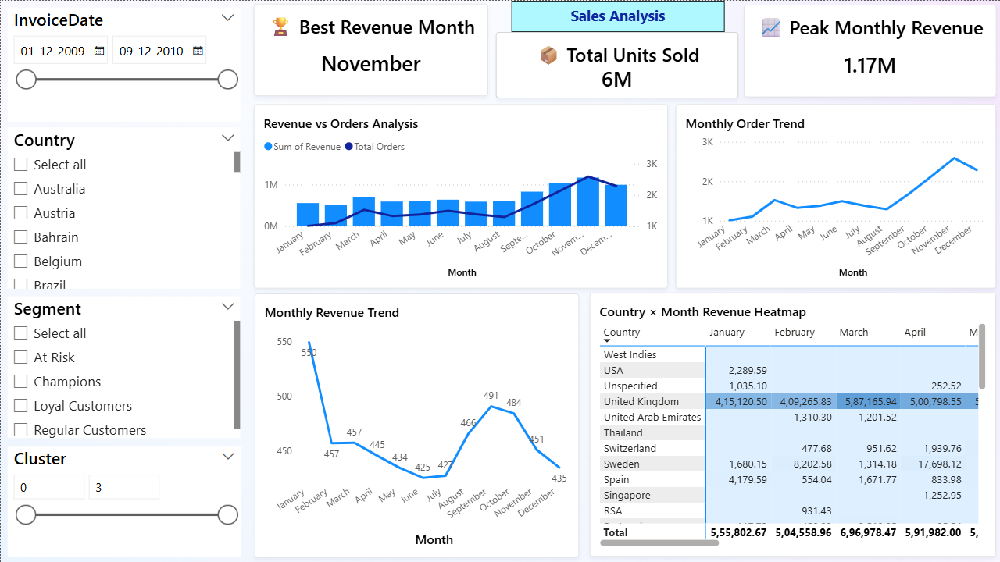 InvoiceDate
01-12-2009 09-12-2010
Country
Select all
Australia
Austria
Bahrain
Belgium
Brazil
Segment
Select all
At Risk
Champions
Loyal Customers
Regular Customers
Cluster
0 3
Best Revenue Month
November
Sales Analysis
Total Units Sold
6M
Peak Monthly Revenue
1.17M
Revenue vs Orders Analysis
Sum of Revenue Total Orders
3K
1M
2K
0M
1K
January February March April May June July August Septe... October Novem... Decem...
Month
Monthly Order Trend
3K
2K
1K
January February March April May June July August September October November December
Month
Monthly Revenue Trend
550
500
450
550 457 457 445 434 425 427 466 491 484 451 435
January February March April May June July August September October November December
Month
Country × Month Revenue Heatmap
Country January February March April M
West Indies
USA 2,289.59
Unspecified 1,035.10 252.52
United Kingdom 4,15,120.50 4,09,265.83 5,87,165.94 5,00,798.55 5
United Arab Emirates 1,310.30 1,201.52
Thailand
Switzerland 477.68 951.62 1,939.76
Sweden 1,680.15 8,202.58 1,314.18 17,698.12
Spain 4,179.59 554.04 1,671.77 833.98
Singapore 1,252.95
RSA 931.43
Total 5,55,802.67 5,04,558.96 6,96,978.47 5,91,982.00 5,